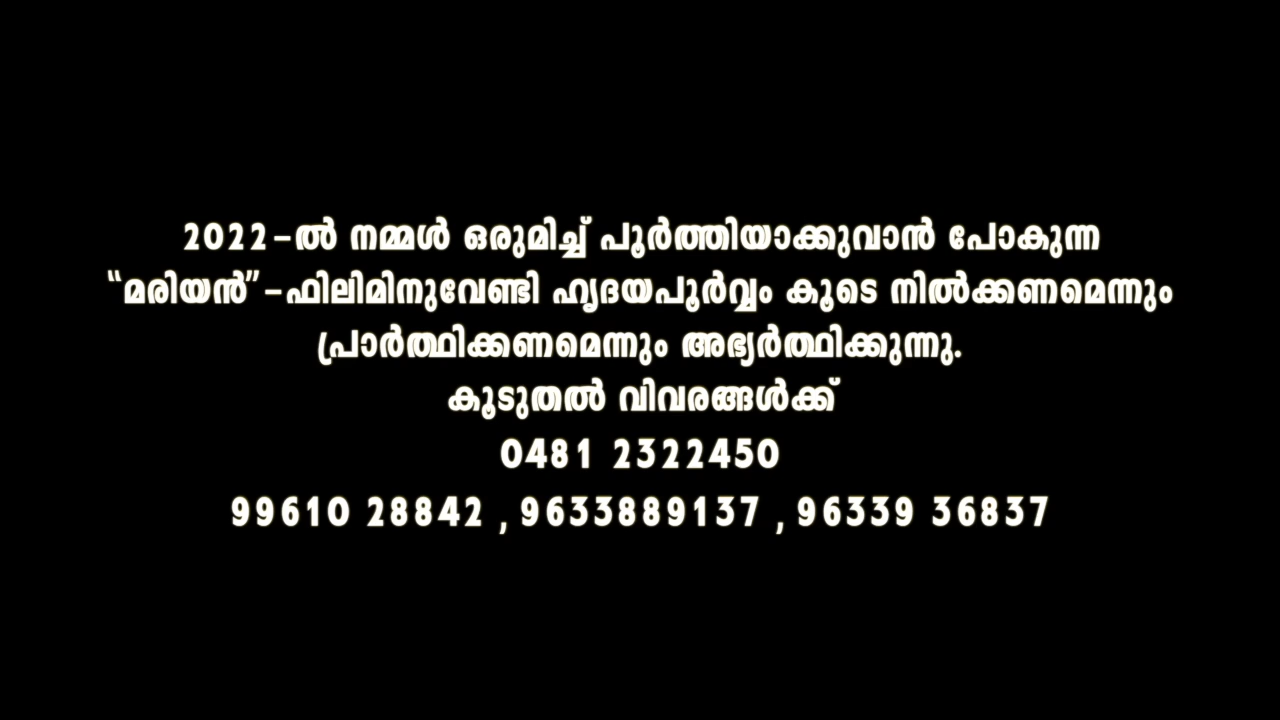 2022-ൽ നമ്മൾ ഒരുമിച്ച് പൂർത്തിയാക്കുവാൻ പോകുന്ന
“മരിയൻ”-ഫിലിമിനുവേണ്ടി ഹൃദയപൂർവ്വം കൂടെ നിൽക്കണമെന്നും
പ്രാർത്ഥിക്കണമെന്നും അഭ്യർത്ഥിക്കുന്നു.
കൂടുതൽ വിവരങ്ങൾക്ക്
0481 2322450
99610 28842 , 9633889137 , 96339 36837